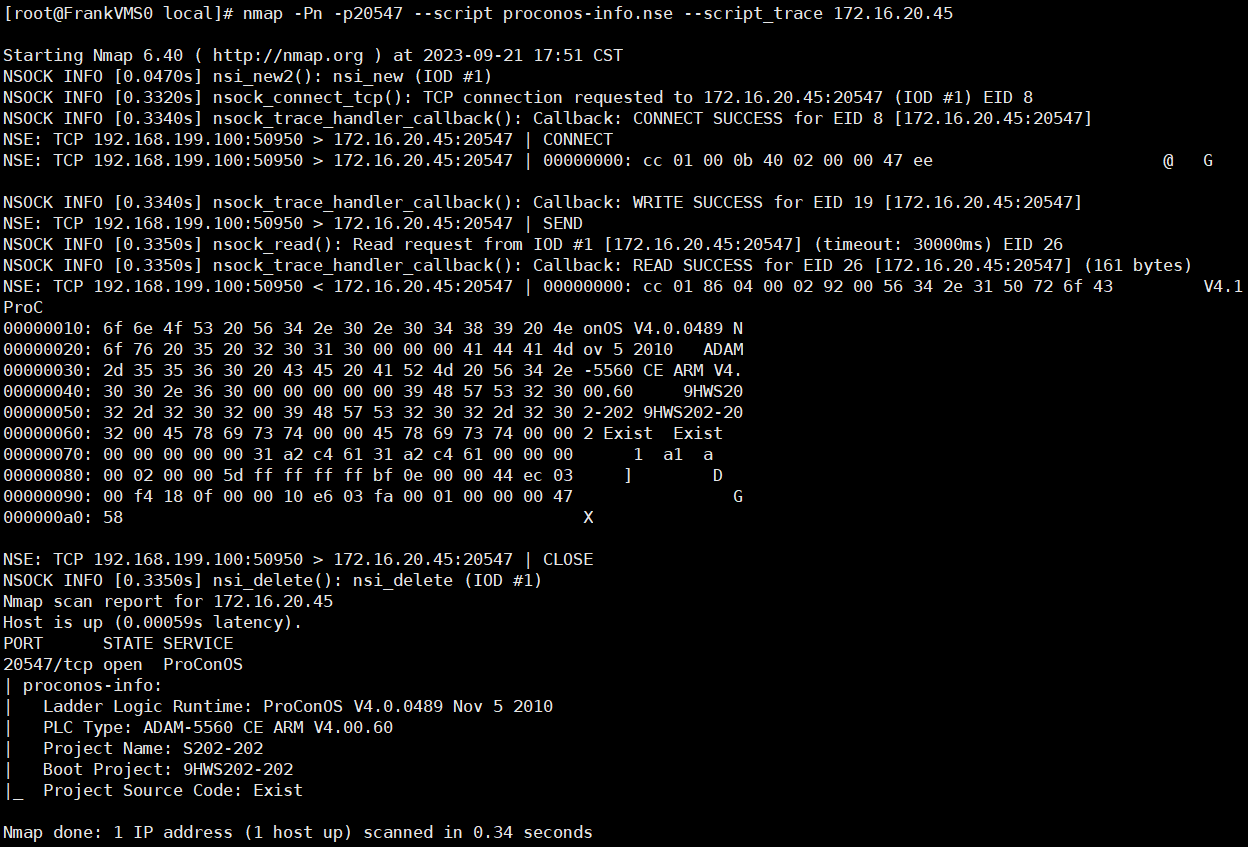 [root@FrankVMS0 local]# nmap -Pn -p20547 --script proconos-info.nse --script_trace 172.16.20.45
Starting Nmap 6.40 ( http://nmap.org ) at 2023-09-21 17:51 CST
NSOCK INFO [0.0470s] nsi_new2(): nsi_new (IOD #1)
NSOCK INFO [0.3320s] nsock_connect_tcp(): TCP connection requested to 172.16.20.45:20547 (IOD #1) EID 8
NSOCK INFO [0.3340s] nsock_trace_handler_callback(): Callback: CONNECT SUCCESS for EID 8 [172.16.20.45:20547]
NSE: TCP 192.168.199.100:50950 > 172.16.20.45:20547 | CONNECT
NSE: TCP 192.168.199.100:50950 > 172.16.20.45:20547 | 00000000: cc 01 00 0b 40 02 00 00 47 ee                       @   G
NSOCK INFO [0.3340s] nsock_trace_handler_callback(): Callback: WRITE SUCCESS for EID 19 [172.16.20.45:20547]
NSE: TCP 192.168.199.100:50950 > 172.16.20.45:20547 | SEND
NSOCK INFO [0.3350s] nsock_read(): Read request from IOD #1 [172.16.20.45:20547] (timeout: 30000ms) EID 26
NSOCK INFO [0.3350s] nsock_trace_handler_callback(): Callback: READ SUCCESS for EID 26 [172.16.20.45:20547] (161 bytes)
NSE: TCP 192.168.199.100:50950 < 172.16.20.45:20547 | 00000000: cc 01 86 04 00 02 92 00 56 34 2e 31 50 72 6f 43         V4.1
ProC
00000010: 6f 6e 4f 53 20 56 34 2e 30 2e 30 34 38 39 20 4e onOS V4.0.0489 N
00000020: 6f 76 20 35 20 32 30 31 30 00 00 00 41 44 41 4d ov 5 2010   ADAM
00000030: 2d 35 35 36 30 20 43 45 20 41 52 4d 20 56 34 2e -5560 CE ARM V4.
00000040: 30 30 2e 36 30 00 00 00 00 00 39 48 57 53 32 30 00.60     9HWS20
00000050: 32 2d 32 30 32 00 39 48 57 53 32 30 32 2d 32 30 2-202 9HWS202-20
00000060: 32 00 45 78 69 73 74 00 00 45 78 69 73 74 00 00 2 Exist  Exist
00000070: 00 00 00 00 00 31 a2 c4 61 31 a2 c4 61 00 00 00      1  a1  a
00000080: 00 02 00 00 5d ff ff ff ff bf 0e 00 00 44 ec 03     ]        D
00000090: 00 f4 18 0f 00 00 10 e6 03 fa 00 01 00 00 00 47                G
000000a0: 58                                              X
NSE: TCP 192.168.199.100:50950 > 172.16.20.45:20547 | CLOSE
NSOCK INFO [0.3350s] nsi_delete(): nsi_delete (IOD #1)
Nmap scan report for 172.16.20.45
Host is up (0.00059s latency).
PORT      STATE SERVICE
20547/tcp open  ProConOS
| proconos-info:
|   Ladder Logic Runtime: ProConOS V4.0.0489 Nov 5 2010
|   PLC Type: ADAM-5560 CE ARM V4.00.60
|   Project Name: S202-202
|   Boot Project: 9HWS202-202
|_  Project Source Code: Exist
Nmap done: 1 IP address (1 host up) scanned in 0.34 seconds